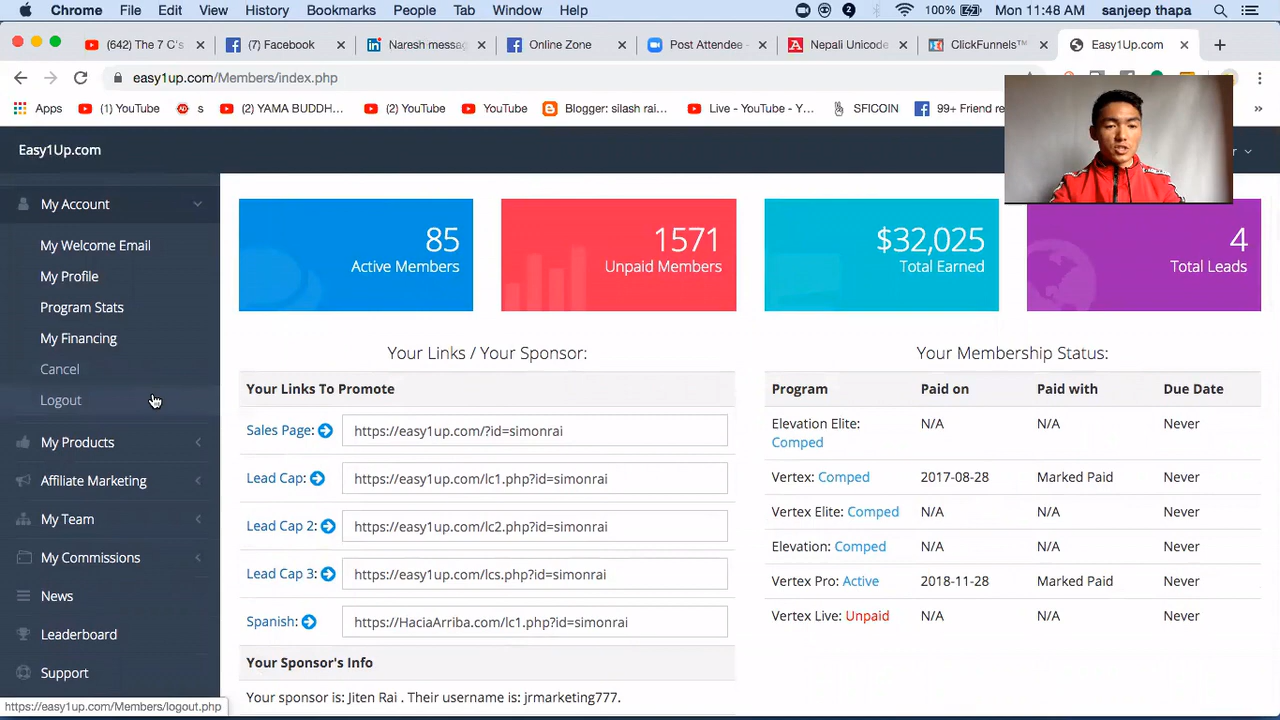 Chrome File Edit View History Bookmarks People Tab Window Help 2 100% Mon 11:48 AM sanjeep thapa
(642) The 7 C's (7) Facebook Naresh messag Online Zone Post Attendee - Nepali Unicode ClickFunnels™ Easy1Up.com
easy1up.com/Members/index.php
Apps (1) YouTube s (2) YAMA BUDDH... (2) YouTube YouTube Blogger: silash rai... Live - YouTube - Y... SFICOIN 99+ Friend re
Easy1Up.com
My Account
My Welcome Email
My Profile
Program Stats
My Financing
Cancel
Logout
My Products
Affiliate Marketing
My Team
My Commissions
News
Leaderboard
Support
85
Active Members
1571
Unpaid Members
$32,025
Total Earned
4
Total Leads
Your Links / Your Sponsor:
Your Links To Promote
Sales Page: https://easy1up.com/?id=simonrai
Lead Cap: https://easy1up.com/lc1.php?id=simonrai
Lead Cap 2: https://easy1up.com/lc2.php?id=simonrai
Lead Cap 3: https://easy1up.com/lcs.php?id=simonrai
Spanish: https://HaciaArriba.com/lc1.php?id=simonrai
Your Sponsor's Info
Your sponsor is: Jiten Rai . Their username is: jrmarketing777.
Your Membership Status:
Program Paid on Paid with Due Date
Elevation Elite: N/A N/A Never
Comped
Vertex: Comped 2017-08-28 Marked Paid Never
Vertex Elite: Comped N/A N/A Never
Elevation: Comped N/A N/A Never
Vertex Pro: Active 2018-11-28 Marked Paid Never
Vertex Live: Unpaid N/A N/A Never
https://easy1up.com/Members/logout.php